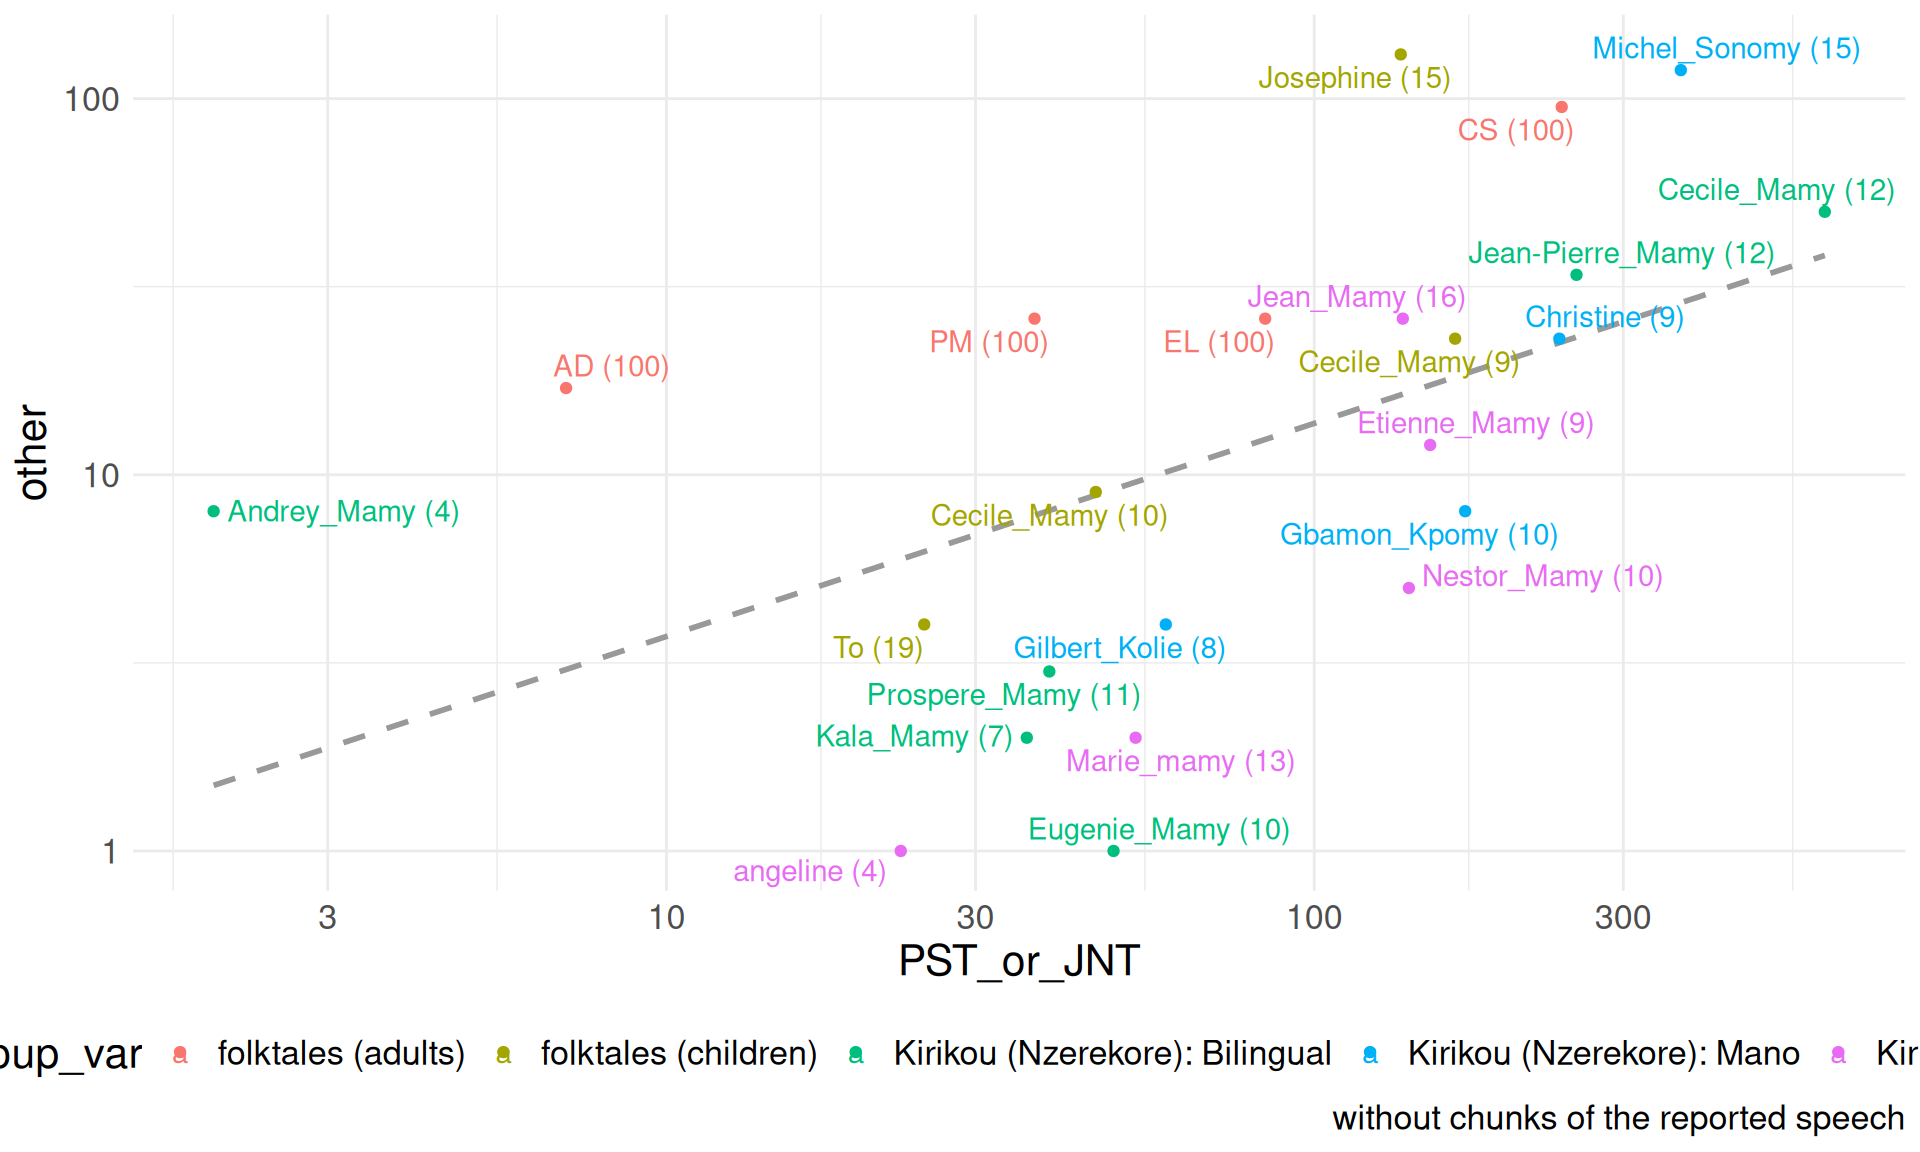 Michel_Sonomy (15)
Josephine (15)
100
CS (100)
Cecile_Mamy (12)
Jean-Pierre_Mamy (12)
Jean_Mamy (16)
Christine (9)
PM (100)
EL (100)
Cecile_Mamy (9)
AD (100)
Etienne_Mamy (9)
other
10
Andrey_Mamy (4)
Cecile_Mamy (10)
Gbamon_Kpomy (10)
Nestor_Mamy (10)
To (19)
Gilbert_Kolie (8)
Prospere_Mamy (11)
Kala_Mamy (7)
Marie_mamy (13)
Eugenie_Mamy (10)
1
angeline (4)
3 10 30 100 300
PST_or_JNT
oup_var a folktales (adults) a folktales (children) a Kirikou (Nzerekore): Bilingual a Kirikou (Nzerekore): Mano a Kir
without chunks of the reported speech